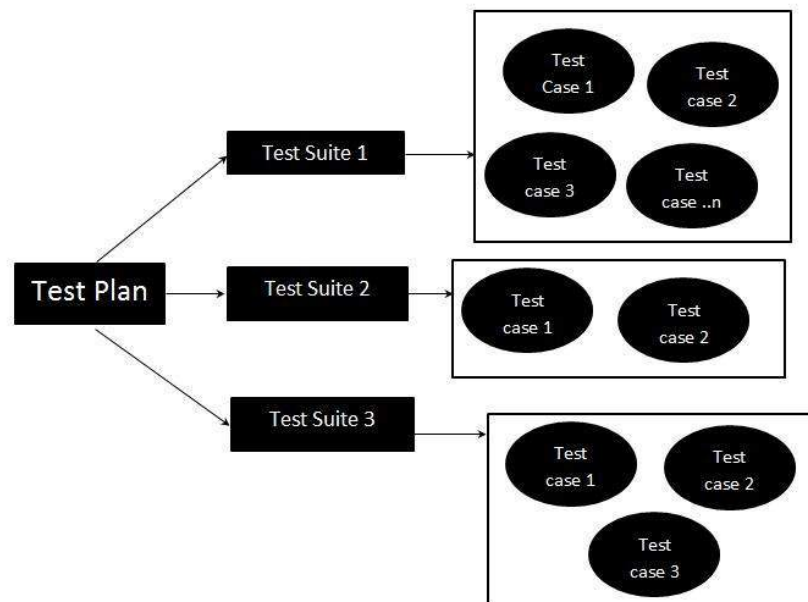 Test
Case 1
Test
case 2
Test Suite 1
Test
case 3
Test
case ..n
Test Plan
Test Suite 2
Test
case 1
Test
case 2
Test Suite 3
Test
case 1
Test
case 2
Test
case 3